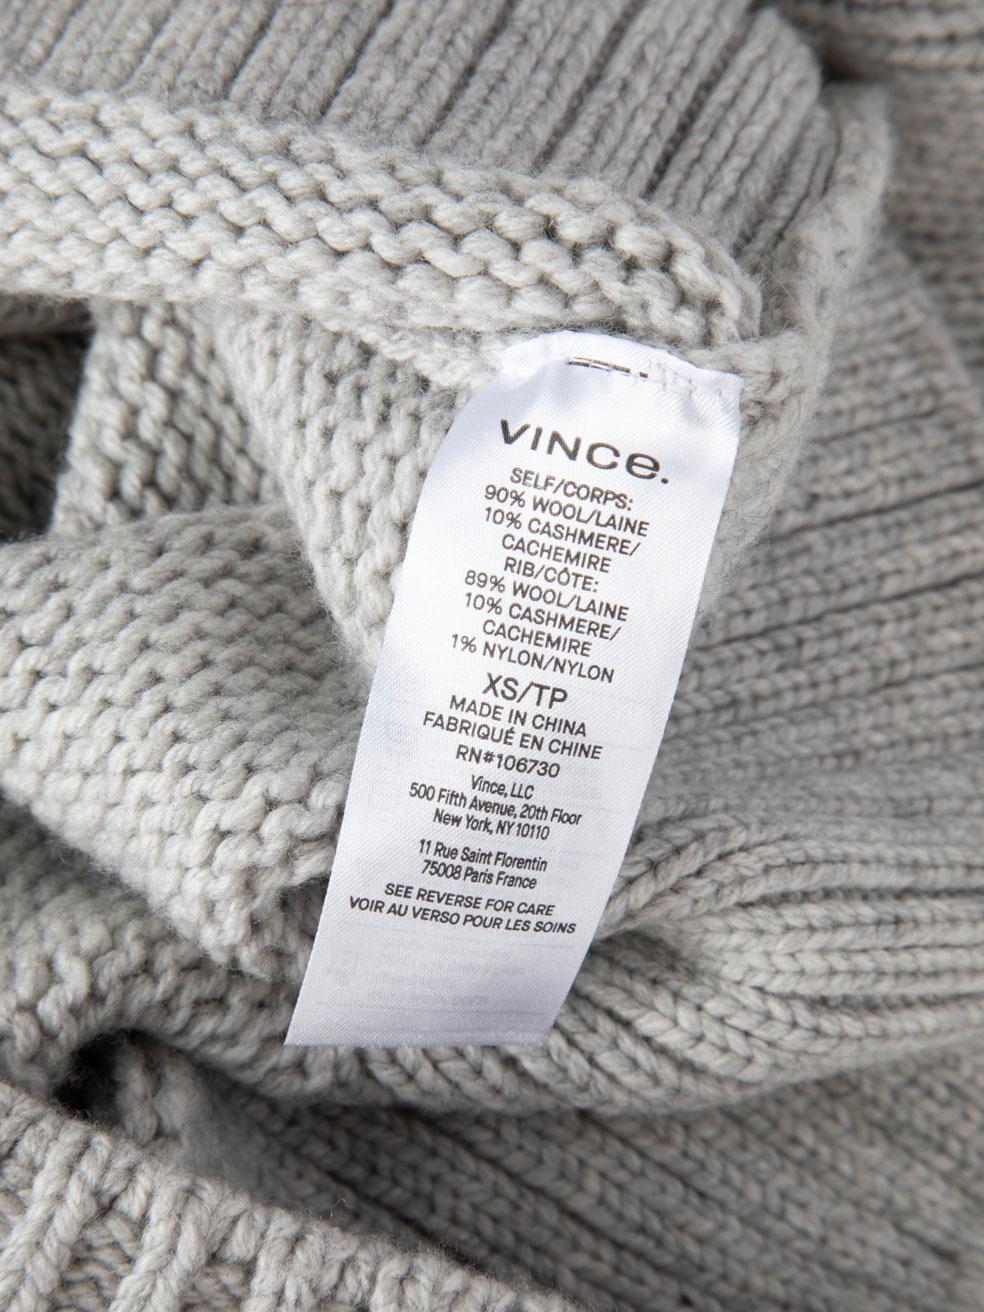 VINCE.
SELF/CORPS:
90% WOOL/LAINE
10% CASHMERE/
CACHEMIRE
RIB/CÔTE:
89% WOOL/LAINE
10% CASHMERE/
CACHEMIRE
1% NYLON/NYLON
XS/TP
MADE IN CHINA
FABRIQUÉ EN CHINE
RN#106730
Vince, LLC
500 Fifth Avenue, 20th Floor
New York, NY 10110
11 Rue Saint Florentin
75008 Paris France
SEE REVERSE FOR CARE
VOIR AU VERSO POUR LES SOINS